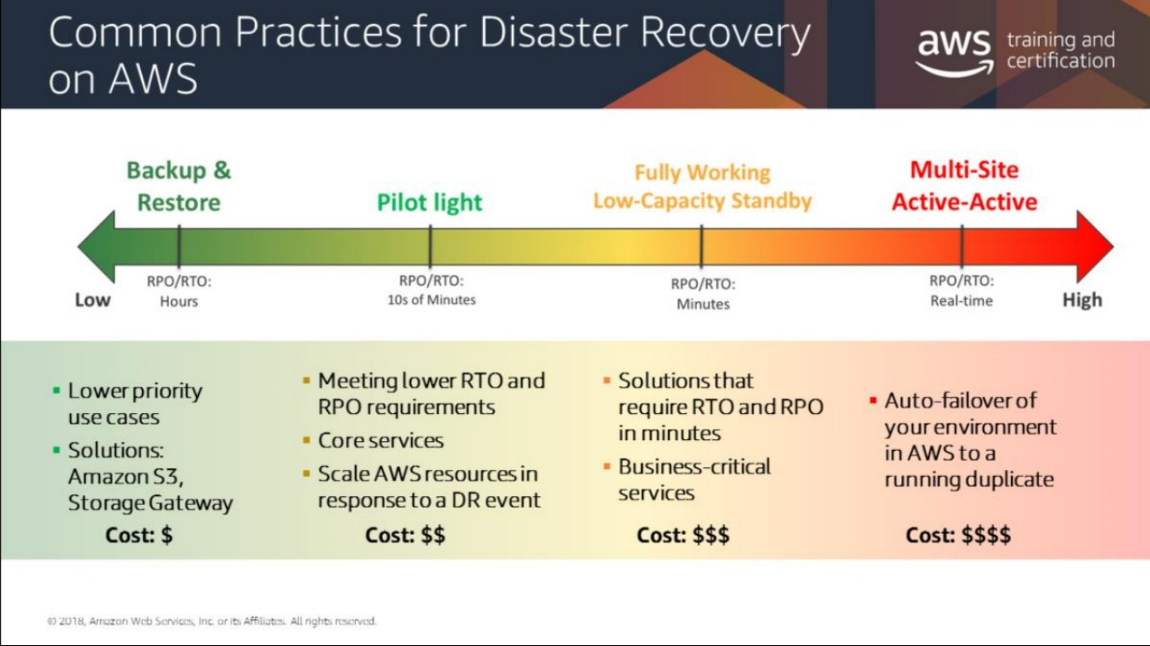 Common Practices for Disaster Recovery
on AWS
aws
training and
certification
Backup &
Restore
Pilot light
Fully Working
Low-Capacity Standby
Multi-Site
Active-Active
RPO/RTO:
Hours
RPO/RTO:
10s of Minutes
RPO/RTO:
Minutes
RPO/RTO:
Real-time
Low
High
▪ Lower priority
use cases
▪ Solutions:
Amazon S3,
Storage Gateway
Cost: $
▪ Meeting lower RTO and
RPO requirements
▪ Core services
▪ Scale AWS resources in
response to a DR event
Cost: $$
▪ Solutions that
require RTO and RPO
in minutes
▪ Business-critical
services
Cost: $$$
▪ Auto-failover of
your environment
in AWS to a
running duplicate
Cost: $$$$
© 2018, Amazon Web Services, Inc. or its Affiliates. All rights reserved.